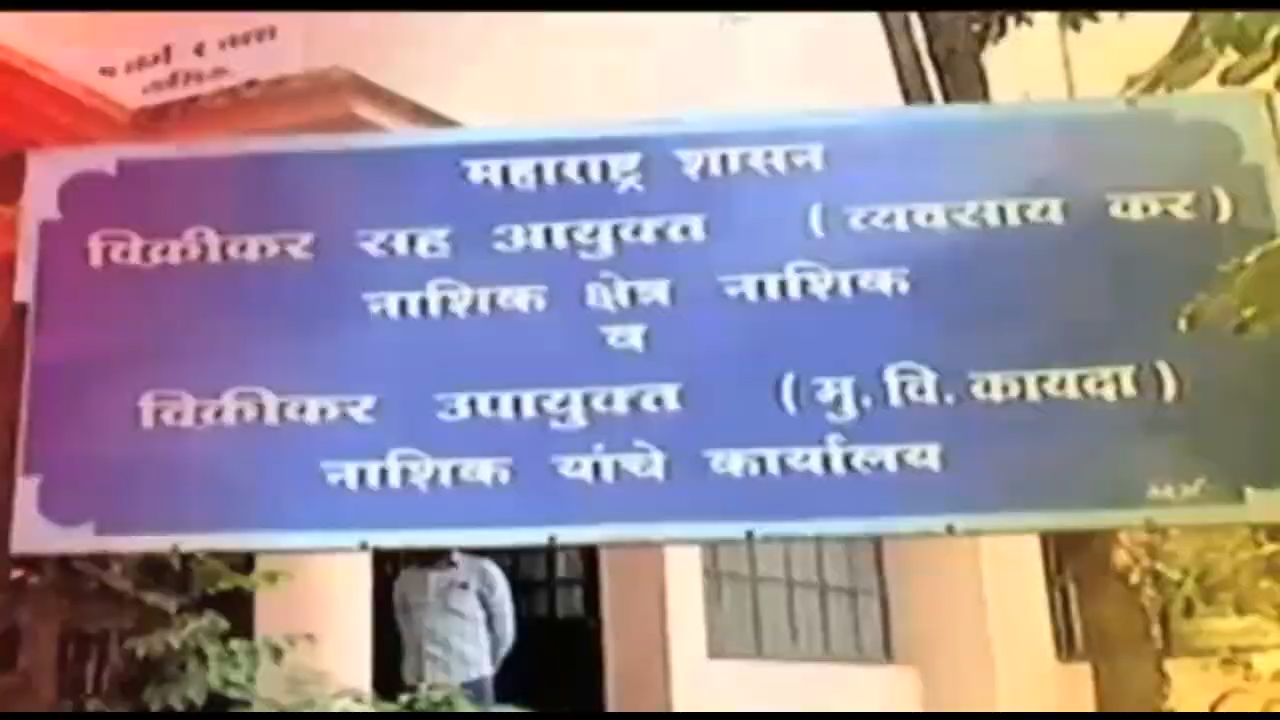 महाराष्ट्र शासन
विक्रीकर सह आयुक्त ( व्यवसाय कर )
नाशिक क्षेत्र नाशिक
व
विक्रीकर उपायुक्त ( मु. वि. कायदा )
नाशिक यांचे कार्यालय